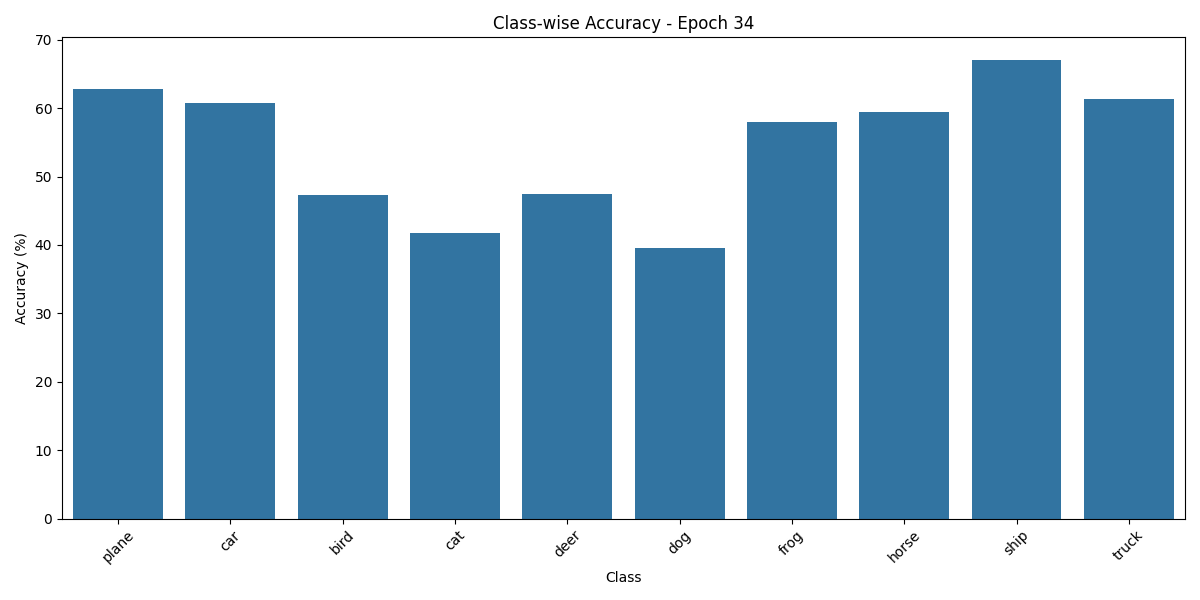 Class-wise Accuracy - Epoch 34
Accuracy (%)
70
60
50
40
30
20
10
0
plane
car
bird
cat
deer
dog
frog
horse
ship
truck
Class